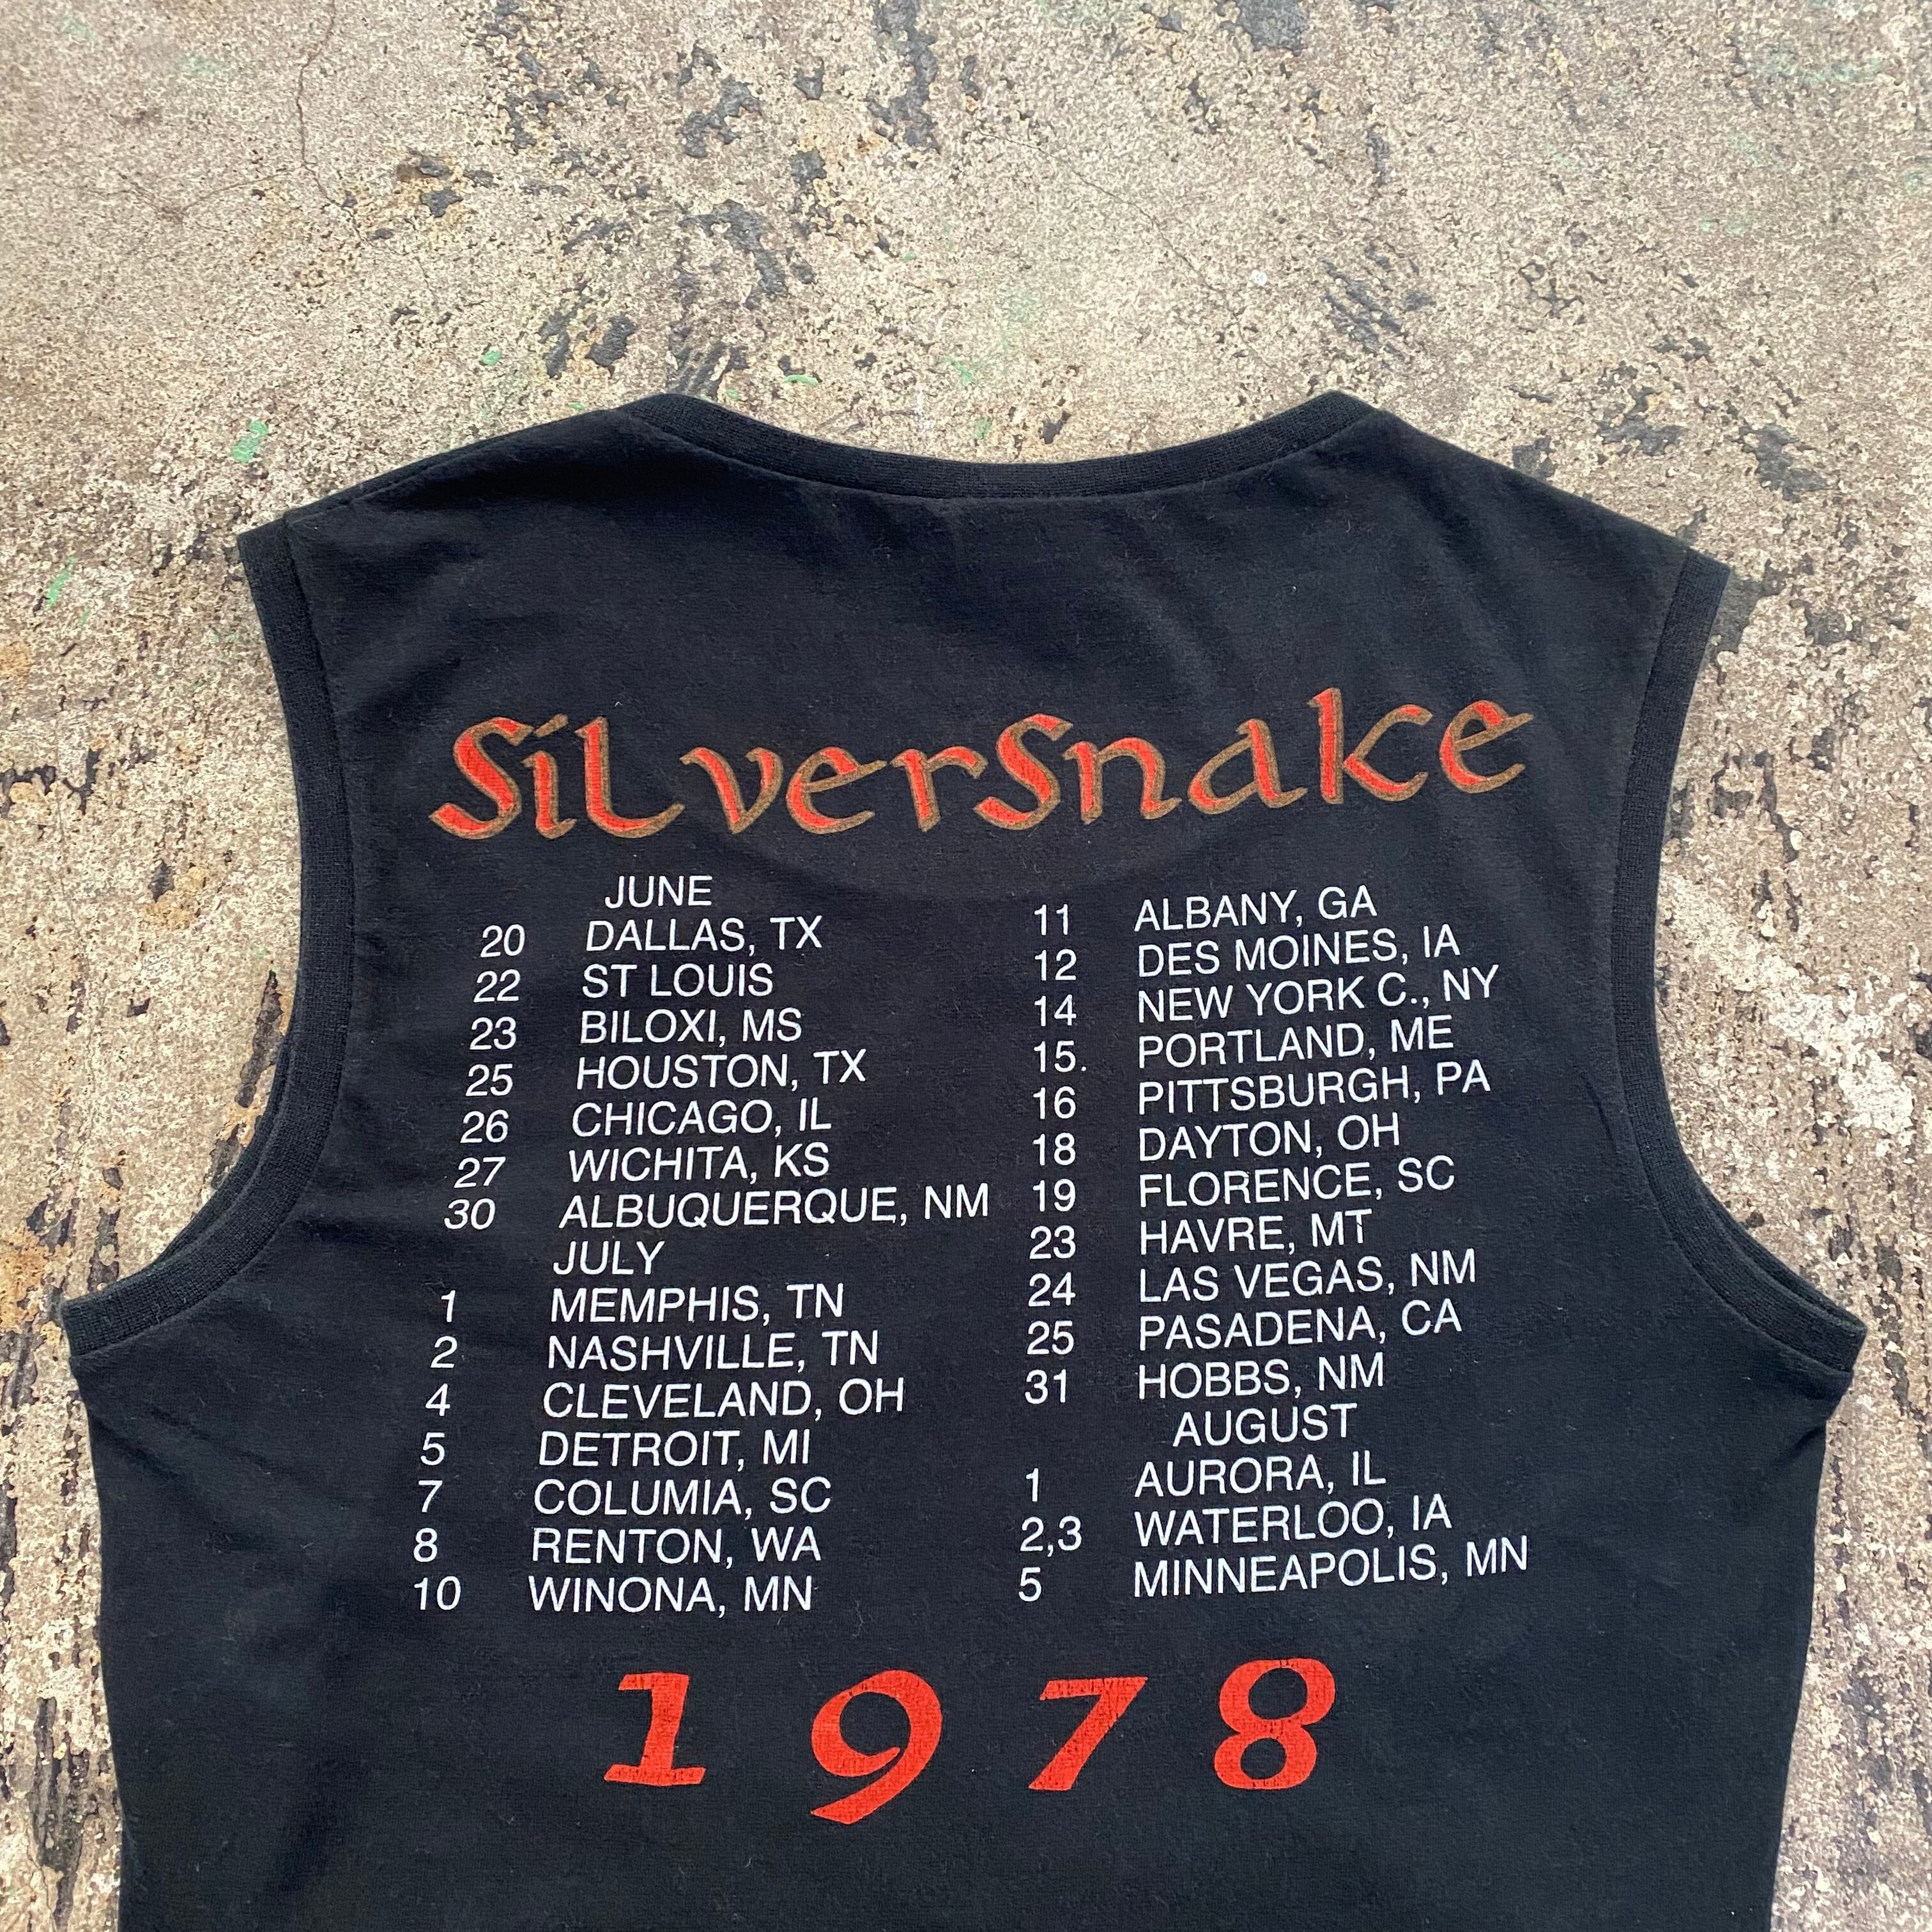 Silversnake
JUNE
20 DALLAS, TX
22 ST LOUIS
23 BILOXI, MS
25 HOUSTON, TX
26 CHICAGO, IL
27 WICHITA, KS
30 ALBUQUERQUE, NM
JULY
1 MEMPHIS, TN
2 NASHVILLE, TN
4 CLEVELAND, OH
5 DETROIT, MI
7 COLUMIA, SC
8 RENTON, WA
10 WINONA, MN
11 ALBANY, GA
12 DES MOINES, IA
14 NEW YORK C., NY
15. PORTLAND, ME
16 PITTSBURGH, PA
18 DAYTON, OH
19 FLORENCE, SC
23 HAVRE, MT
24 LAS VEGAS, NM
25 PASADENA, CA
31 HOBBS, NM
AUGUST
1 AURORA, IL
2,3 WATERLOO, IA
5 MINNEAPOLIS, MN
1978